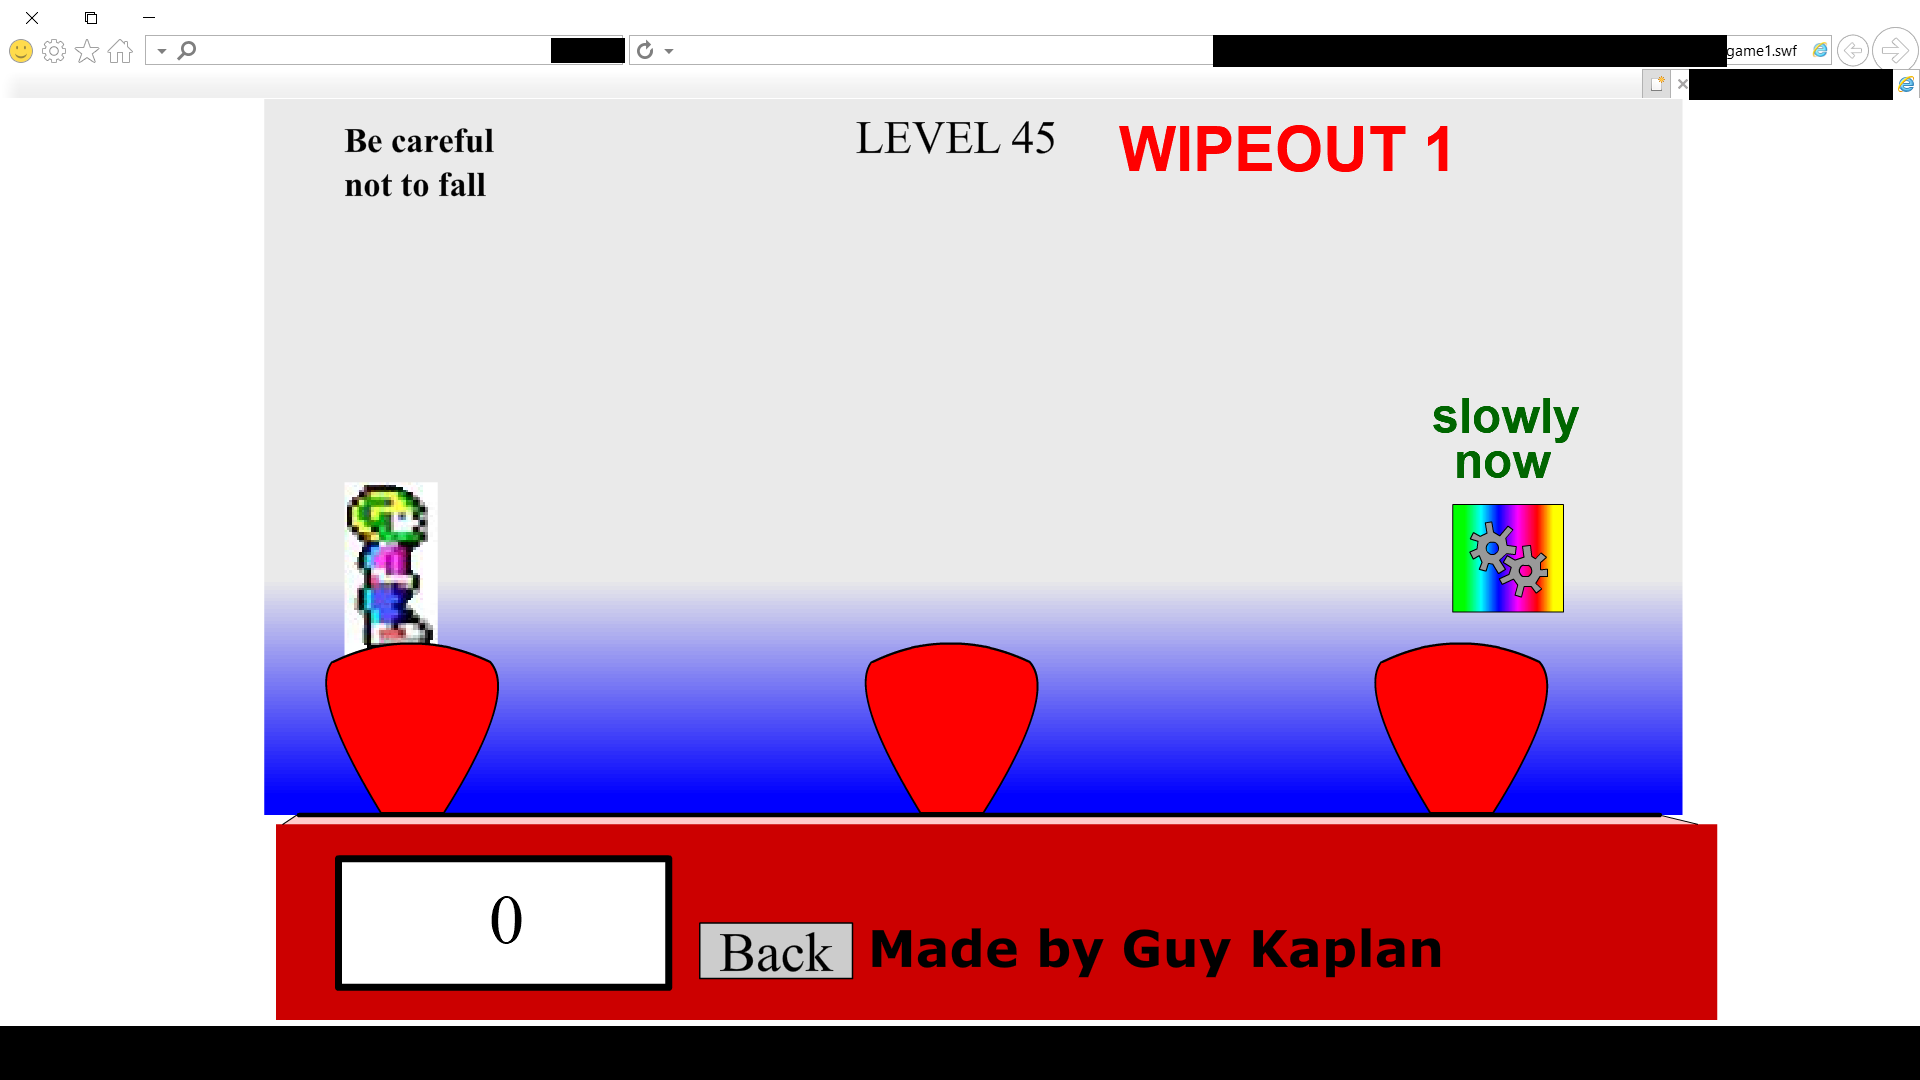 game1.swf
Be careful
not to fall
LEVEL 45
WIPEOUT 1
slowly
now
0
Back
Made by Guy Kaplan